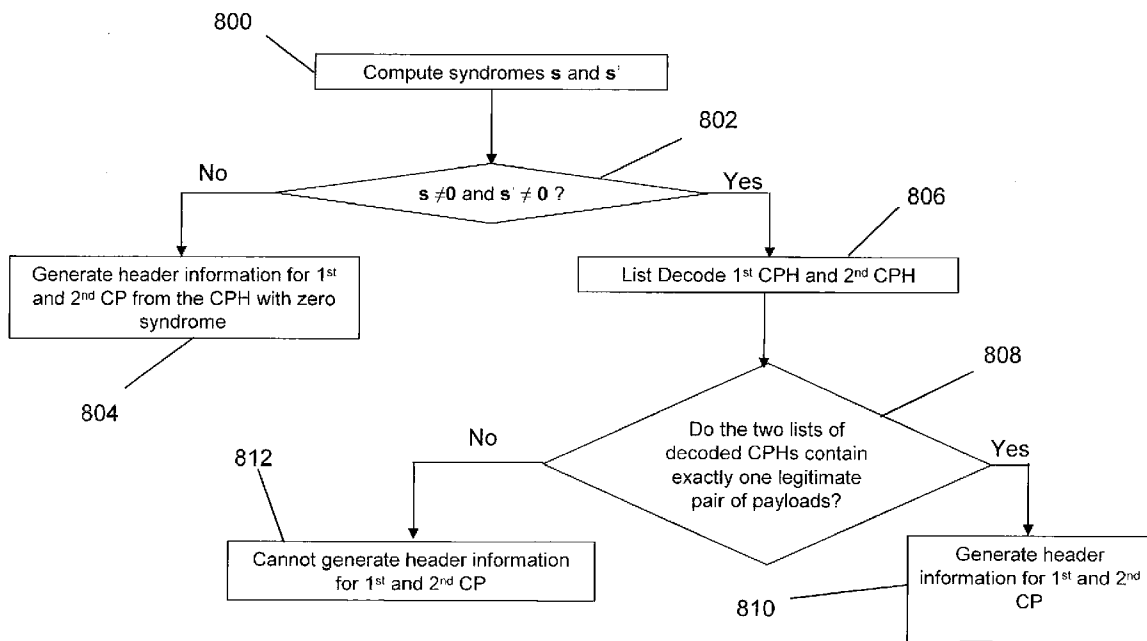 800
Compute syndromes s and s'
802
No
s ≠0 and s' ≠ 0 ?
Yes
806
Generate header information for 1st
and 2nd CP from the CPH with zero
syndrome
List Decode 1st CPH and 2nd CPH
804
808
Do the two lists of
decoded CPHs contain
exactly one legitimate
pair of payloads?
No
Yes
812
Cannot generate header information
for 1st and 2nd CP
Generate header
information for 1st and 2nd
CP
810